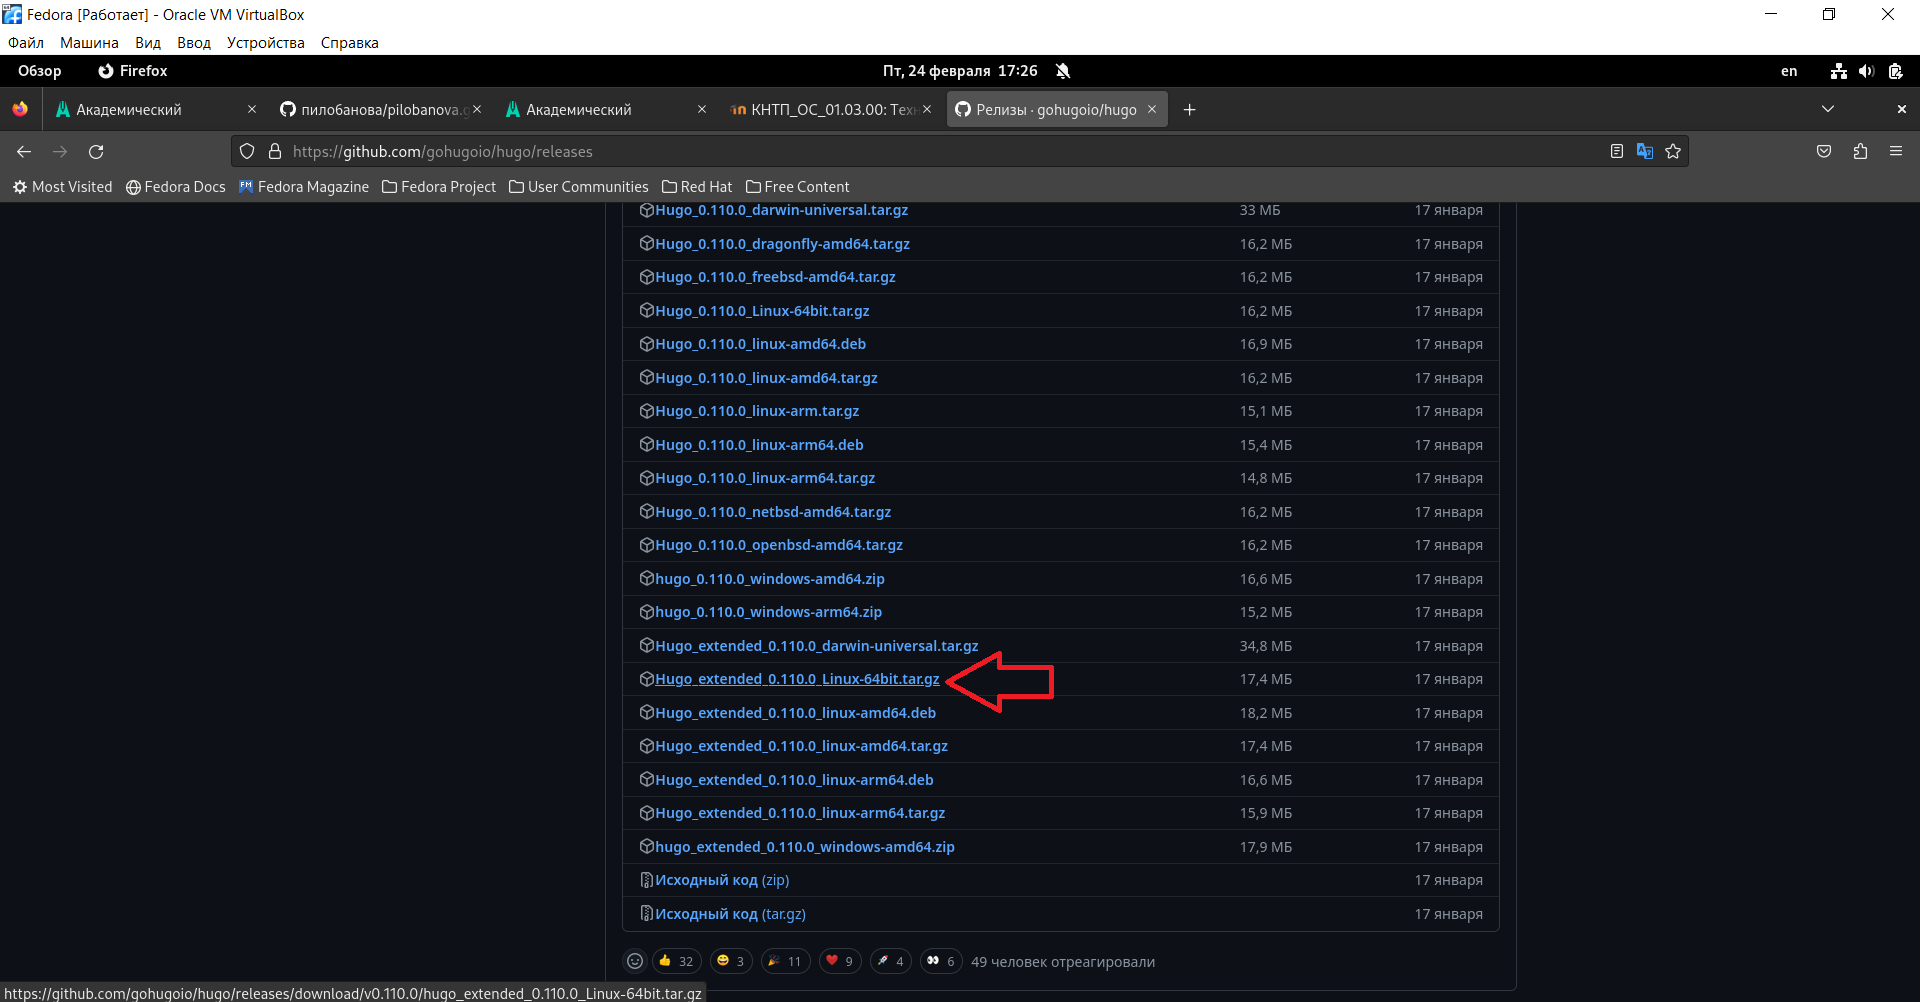 Fedora [Работает] - Oracle VM VirtualBox
Файл Машина Вид Ввод Устройства Справка
Обзор Firefox Пт, 24 февраля 17:26 en
Академический пилобанова/pilobanova.g Академический КНТП_ОС_01.03.00: Техн Релизы · gohugoio/hugo
https://github.com/gohugoio/hugo/releases
Most Visited Fedora Docs Fedora Magazine Fedora Project User Communities Red Hat Free Content
Hugo_0.110.0_darwin-universal.tar.gz 33 МБ 17 января
Hugo_0.110.0_dragonfly-amd64.tar.gz 16,2 МБ 17 января
Hugo_0.110.0_freebsd-amd64.tar.gz 16,2 МБ 17 января
Hugo_0.110.0_Linux-64bit.tar.gz 16,2 МБ 17 января
Hugo_0.110.0_linux-amd64.deb 16,9 МБ 17 января
Hugo_0.110.0_linux-amd64.tar.gz 16,2 МБ 17 января
Hugo_0.110.0_linux-arm.tar.gz 15,1 МБ 17 января
Hugo_0.110.0_linux-arm64.deb 15,4 МБ 17 января
Hugo_0.110.0_linux-arm64.tar.gz 14,8 МБ 17 января
Hugo_0.110.0_netbsd-amd64.tar.gz 16,2 МБ 17 января
Hugo_0.110.0_openbsd-amd64.tar.gz 16,2 МБ 17 января
hugo_0.110.0_windows-amd64.zip 16,6 МБ 17 января
hugo_0.110.0_windows-arm64.zip 15,2 МБ 17 января
Hugo_extended_0.110.0_darwin-universal.tar.gz 34,8 МБ 17 января
Hugo_extended_0.110.0_Linux-64bit.tar.gz 17,4 МБ 17 января
Hugo_extended_0.110.0_linux-amd64.deb 18,2 МБ 17 января
Hugo_extended_0.110.0_linux-amd64.tar.gz 17,4 МБ 17 января
Hugo_extended_0.110.0_linux-arm64.deb 16,6 МБ 17 января
Hugo_extended_0.110.0_linux-arm64.tar.gz 15,9 МБ 17 января
hugo_extended_0.110.0_windows-amd64.zip 17,9 МБ 17 января
Исходный код (zip) 17 января
Исходный код (tar.gz) 17 января
32 3 11 9 4 6 49 человек отреагировали
https://github.com/gohugoio/hugo/releases/download/v0.110.0/hugo_extended_0.110.0_Linux-64bit.tar.gz